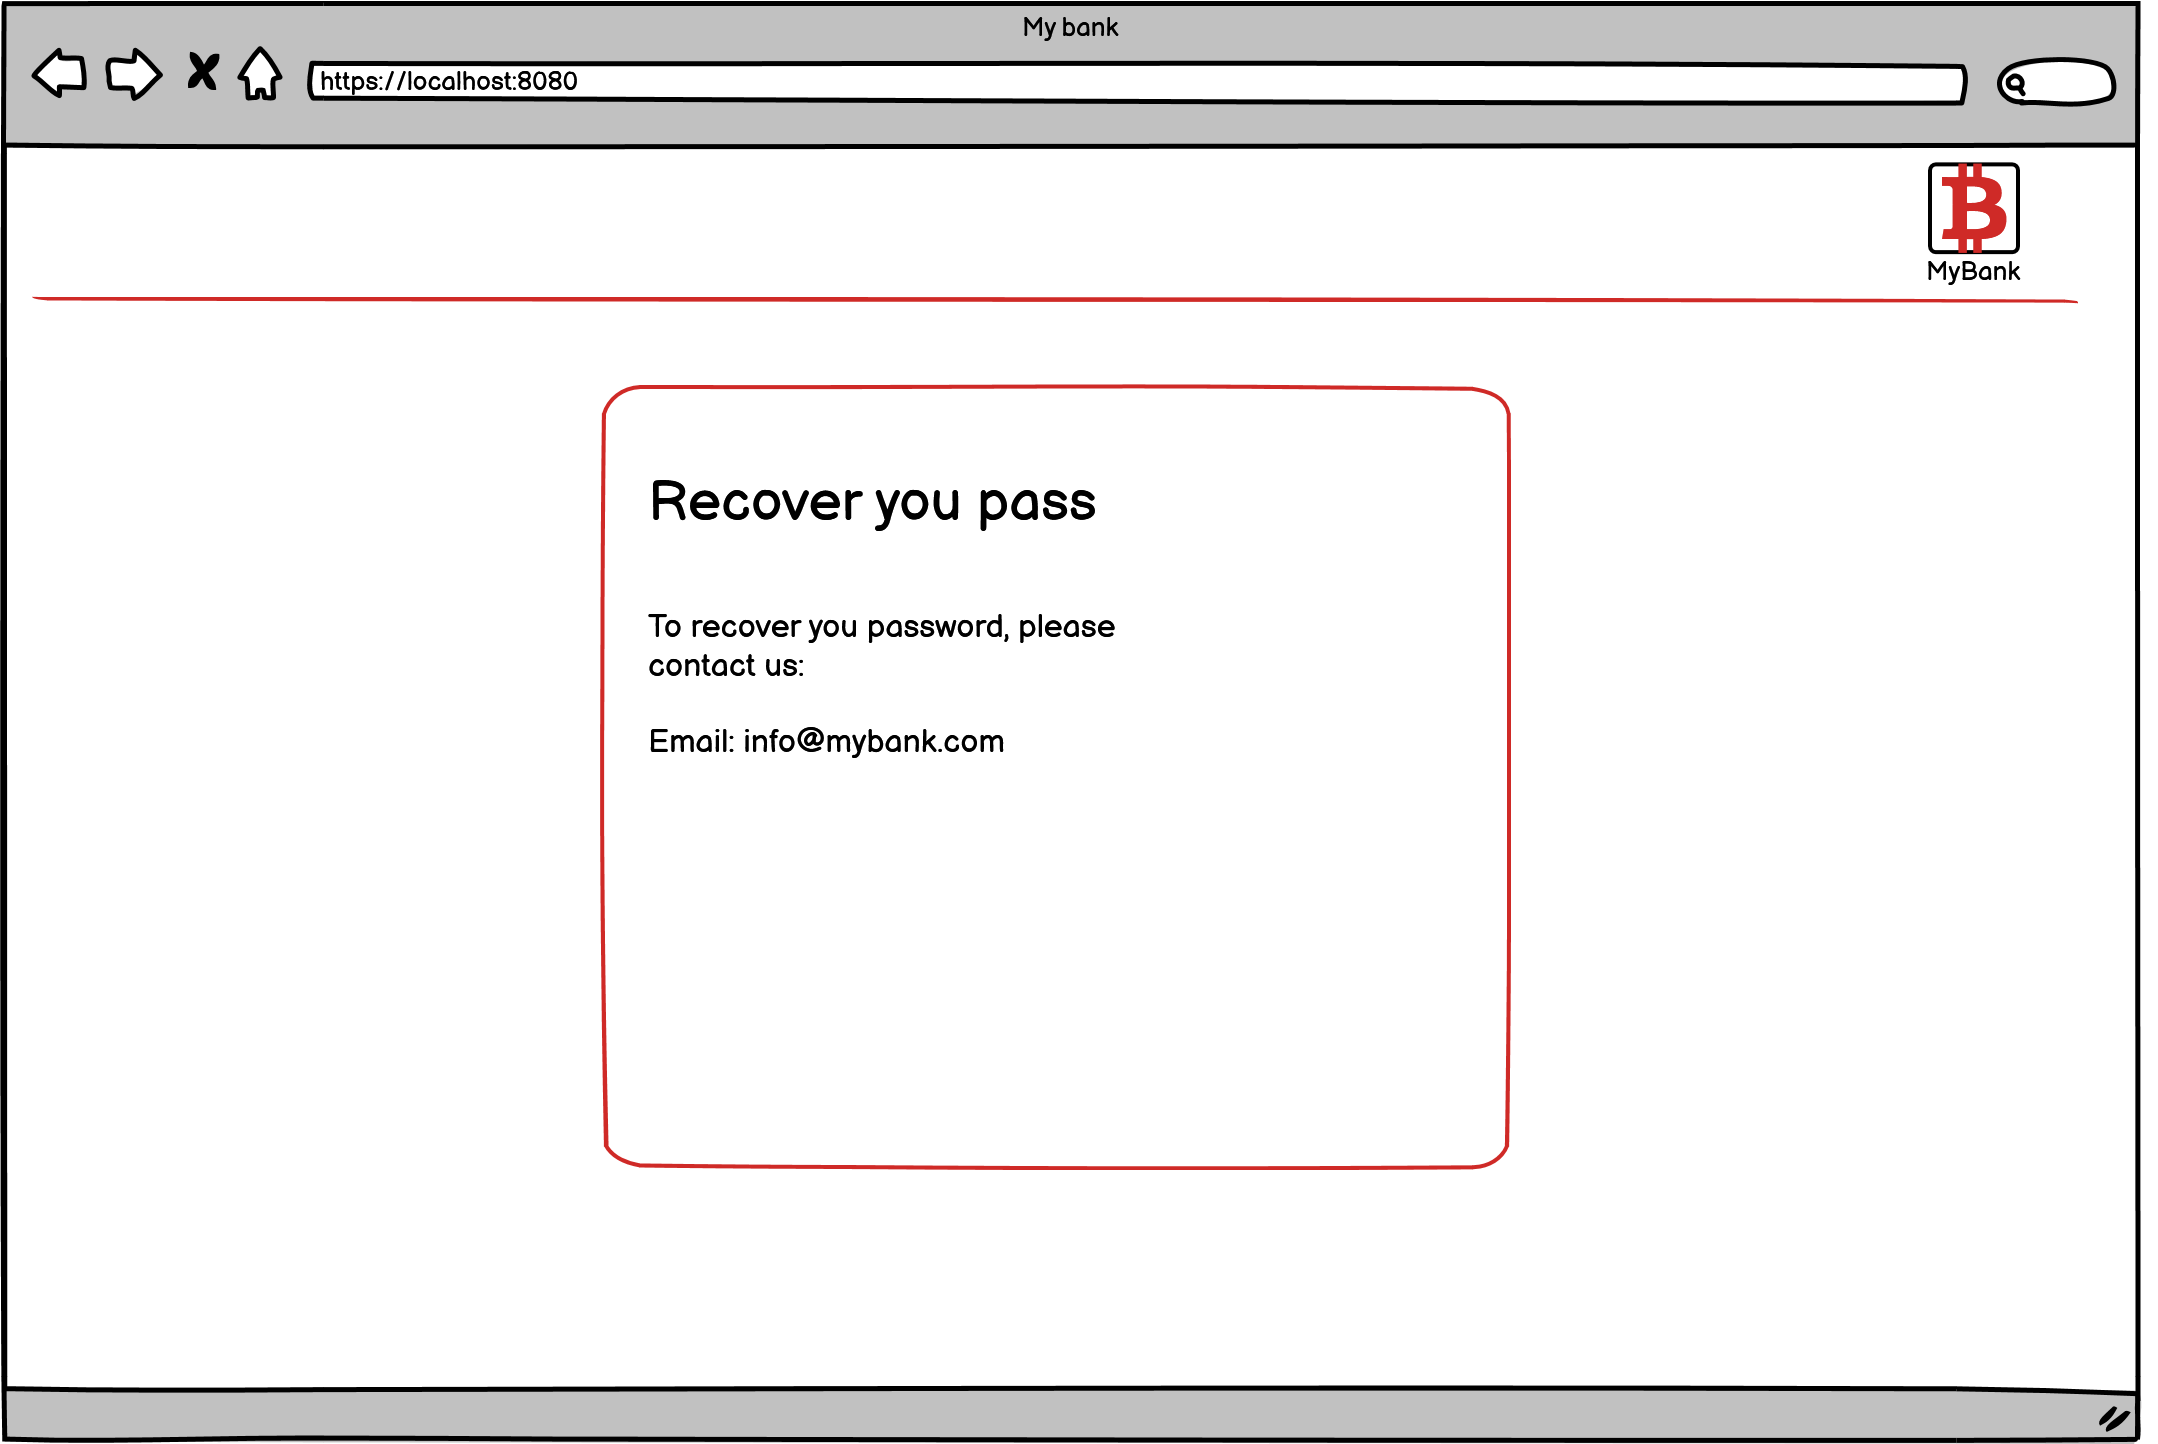 My bank
https://localhost:8080
MyBank
Recover you pass
To recover you password, please
contact us:
Email: info@mybank.com